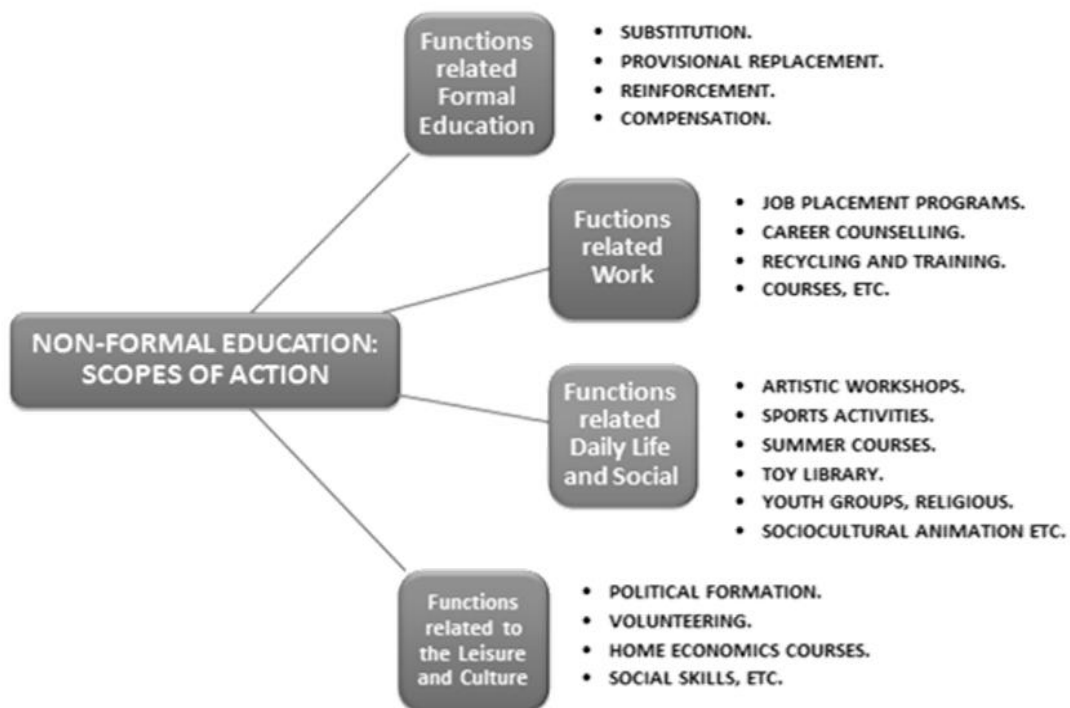 Functions
related
Formal
Education
• SUBSTITUTION.
• PROVISIONAL REPLACEMENT.
• REINFORCEMENT.
• COMPENSATION.
Fuctions
related
Work
• JOB PLACEMENT PROGRAMS.
• CAREER COUNSELLING.
• RECYCLING AND TRAINING.
• COURSES, ETC.
NON-FORMAL EDUCATION:
SCOPES OF ACTION
Functions
related
Daily Life
and Social
• ARTISTIC WORKSHOPS.
• SPORTS ACTIVITIES.
• SUMMER COURSES.
• TOY LIBRARY.
• YOUTH GROUPS, RELIGIOUS.
• SOCIOCULTURAL ANIMATION ETC.
Functions
related to
the Leisure
and Culture
• POLITICAL FORMATION.
• VOLUNTEERING.
• HOME ECONOMICS COURSES.
• SOCIAL SKILLS, ETC.